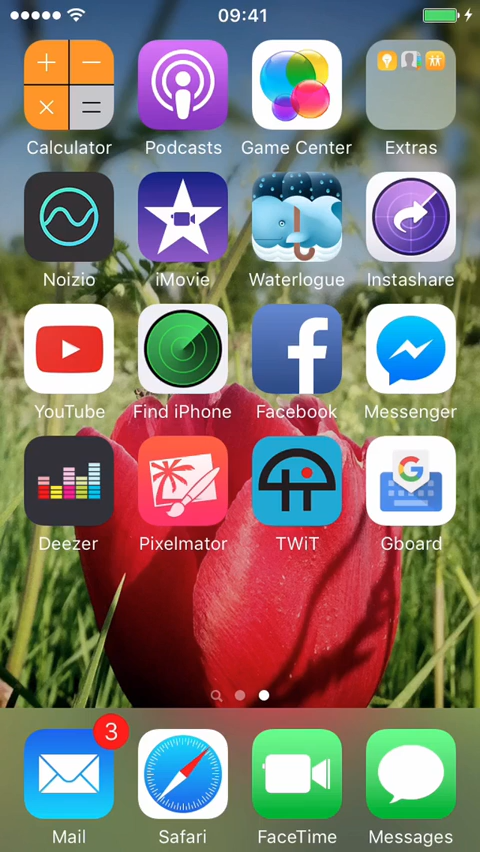 09:41
Calculator Podcasts Game Center Extras
Noizio iMovie Waterlogue Instashare
YouTube Find iPhone Facebook Messenger
Deezer Pixelmator TWiT Gboard
3
Mail Safari FaceTime Messages